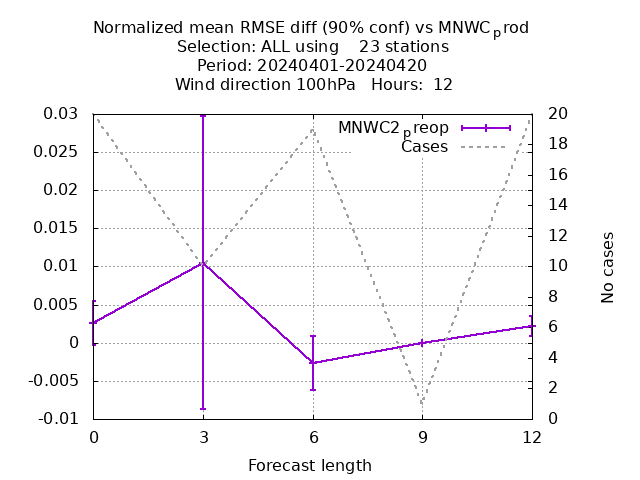 Normalized mean RMSE diff (90% conf) vs MNWCprod
Selection: ALL using    23 stations
Period: 20240401-20240420
Wind direction 100hPa   Hours:  12
MNWC2preop
Cases
0.03
0.025
0.02
0.015
0.01
0.005
0
-0.005
-0.01
20
18
16
14
12
10
8
6
4
2
0
No cases
0 3 6 9 12
Forecast length